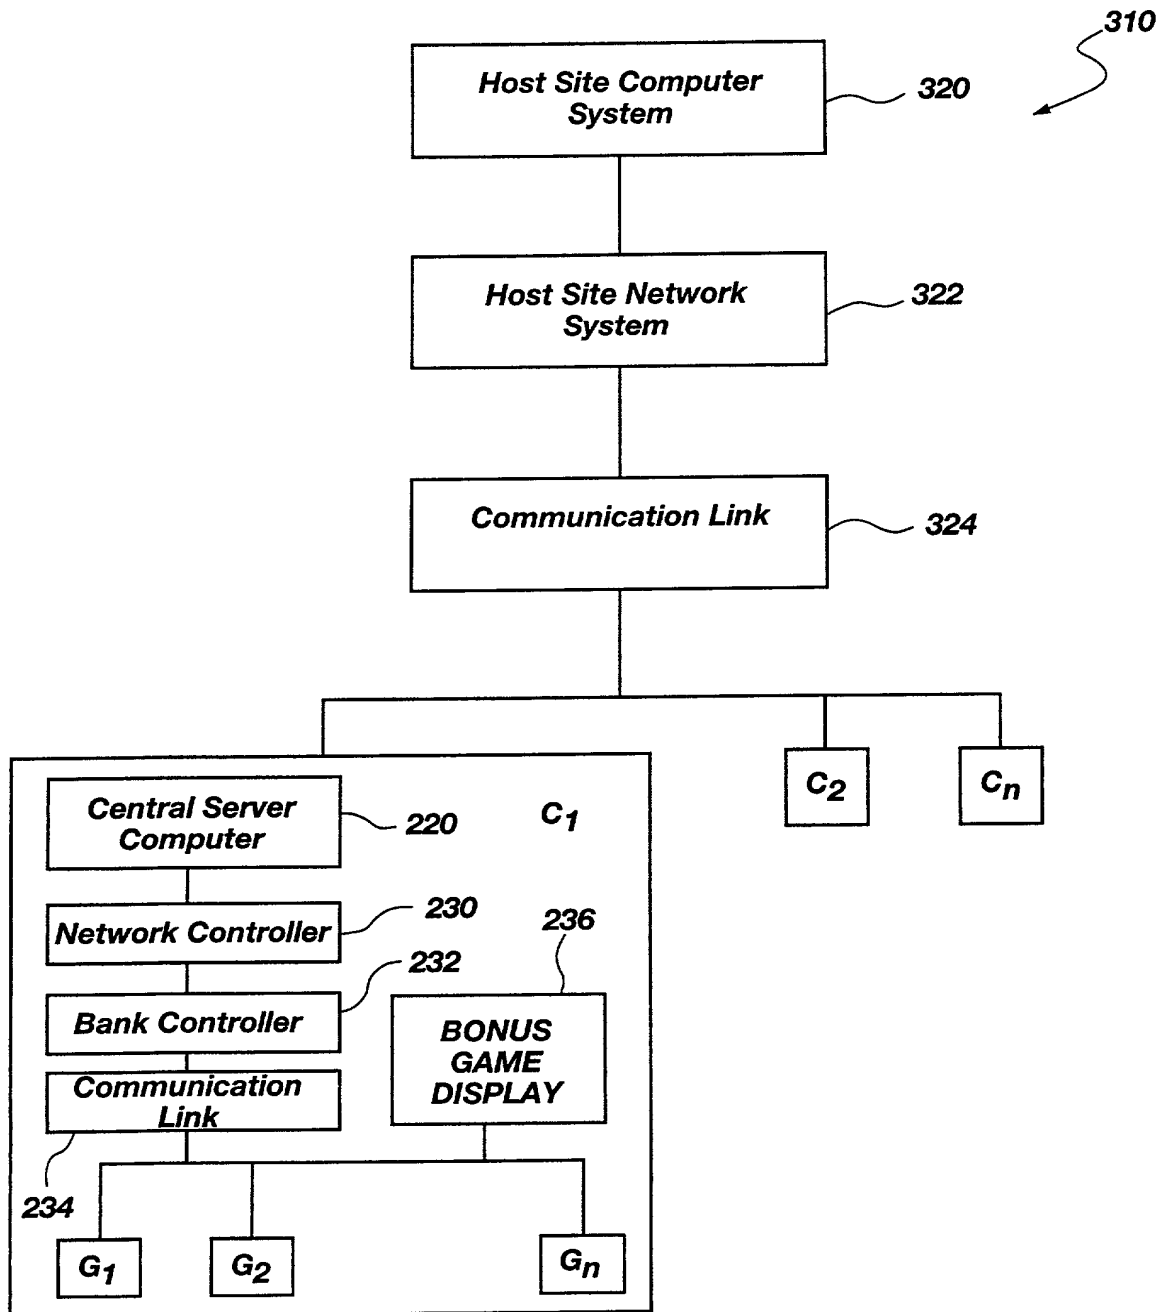 310
Host Site Computer
System
320
Host Site Network
System
322
Communication Link
324
C1
C2
Cn
Central Server
Computer
220
Network Controller
230
Bank Controller
232
Communication
Link
234
BONUS
GAME
DISPLAY
236
G1
G2
Gn